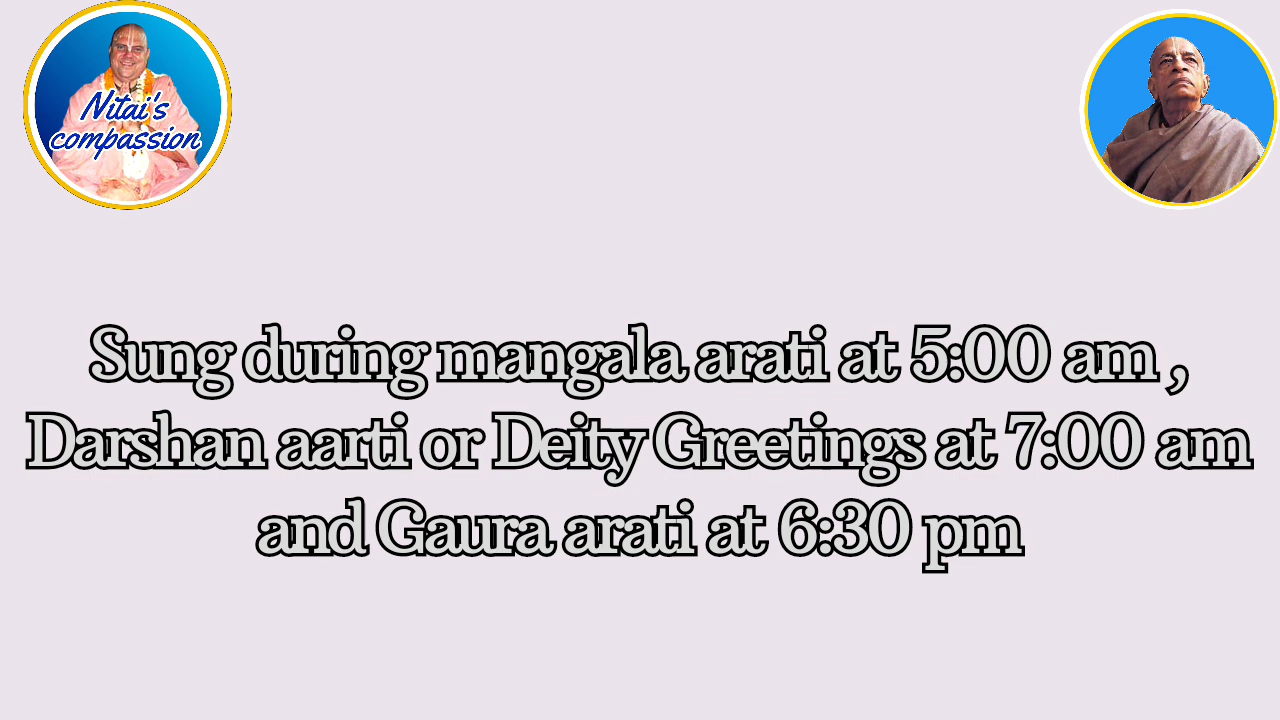 Nitai's
compassion
Sung during mangala arati at 5:00 am ,
Darshan aarti or Deity Greetings at 7:00 am
and Gaura arati at 6:30 pm